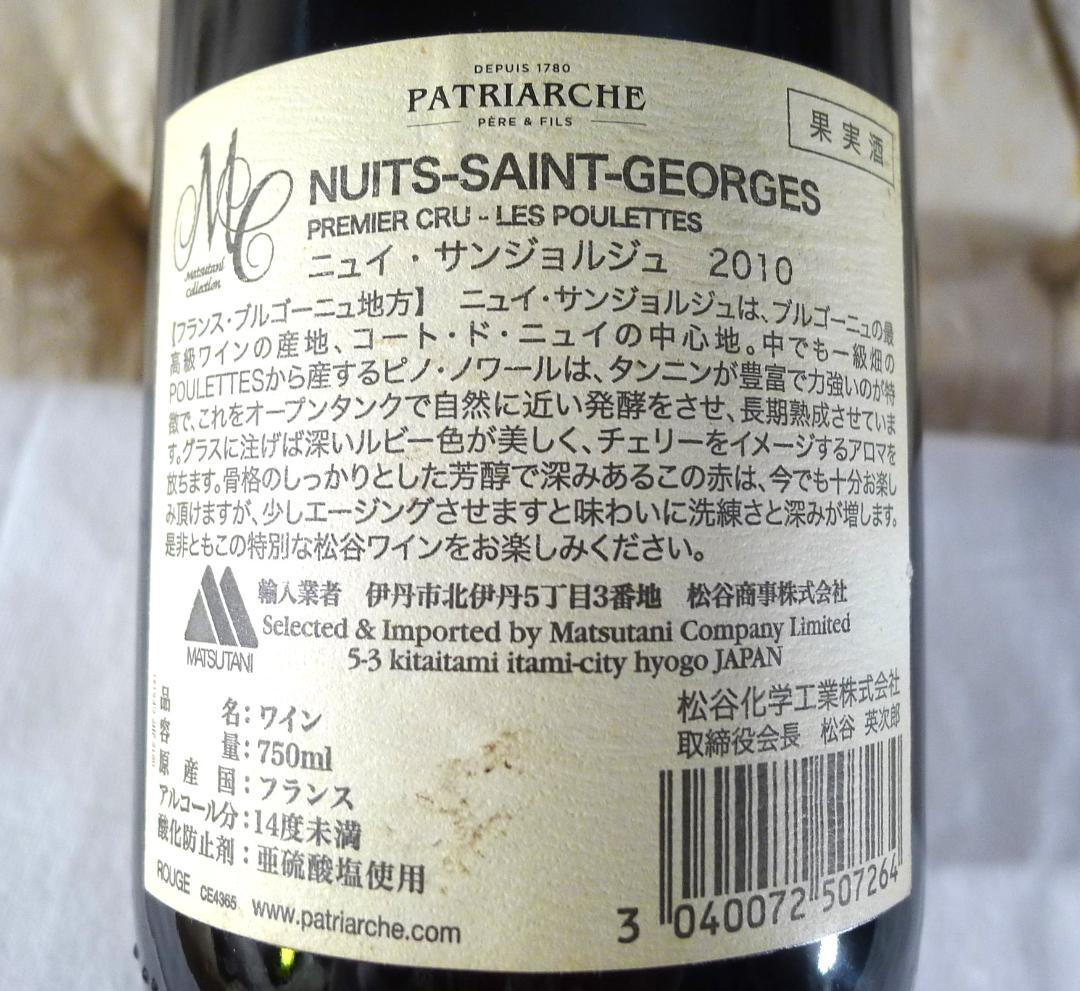 DEPUIS 1780
PATRIARCHE
PÈRE & FILS
果実酒
MC
Matsutani
Collection
NUITS-SAINT-GEORGES
PREMIER CRU - LES POULETTES
ニュイ・サンジョルジュ 2010
【フランス・ブルゴーニュ地方】 ニュイ・サンジョルジュは、ブルゴーニュの最
高級ワインの産地、コート・ド・ニュイの中心地。中でも一級畑の
POULETTESから産するピノ・ノワールは、タンニンが豊富で力強いのが特
徴で、これをオープンタンクで自然に近い発酵をさせ、長期熟成させていま
す。グラスに注げば深いルビー色が美しく、チェリーをイメージするアロマを
放ちます。骨格のしっかりとした芳醇で深みあるこの赤は、今でも十分お楽し
み頂けますが、少しエージングさせますと味わいに洗練さと深みが増します。
是非ともこの特別な松谷ワインをお楽しみください。
MATSUTANI
輸入業者 伊丹市北伊丹5丁目3番地 松谷商事株式会社
Selected & Imported by Matsutani Company Limited
5-3 kitaitami itami-city hyogo JAPAN
松谷化学工業株式会社
取締役会長 松谷 英次郎
品名：ワイン
容量：750ml
原産国：フランス
アルコール分：14度未満
酸化防止剤：亜硫酸塩使用
ROUGE CE4365 www.patriarche.com
3 040072 507264